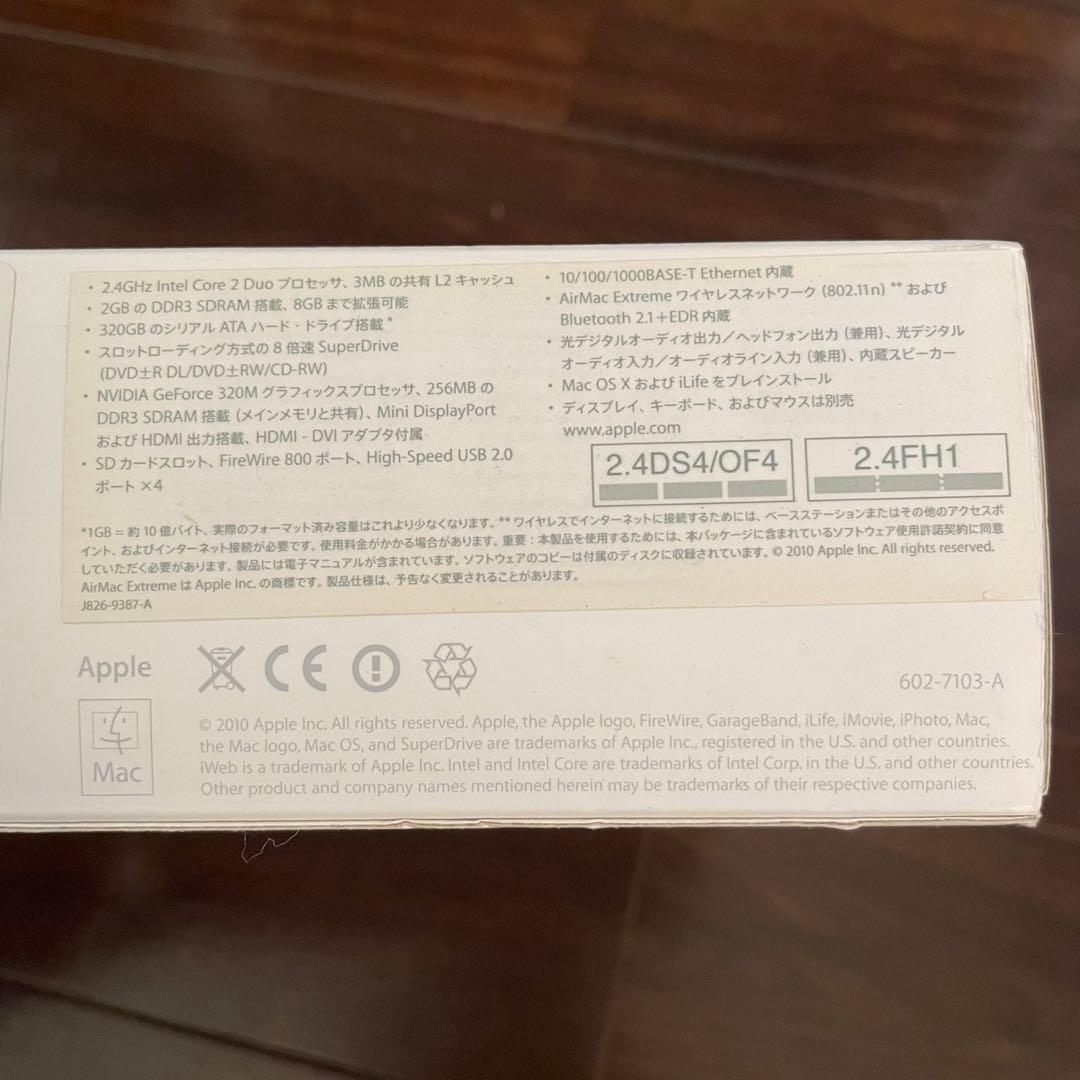 ・ 2.4GHz Intel Core 2 Duo プロセッサ、3MB の共有 L2 キャッシュ
・ 2GB の DDR3 SDRAM 搭載、8GB まで拡張可能
・ 320GB のシリアル ATA ハード・ドライブ搭載*
・ スロットローディング方式の 8 倍速 SuperDrive
(DVD±R DL/DVD±RW/CD-RW)
・ NVIDIA GeForce 320M グラフィックスプロセッサ、256MB の
DDR3 SDRAM 搭載 (メインメモリと共有)、Mini DisplayPort
および HDMI 出力搭載、HDMI - DVI アダプタ付属
・ SD カードスロット、FireWire 800 ポート、High-Speed USB 2.0
ポート ×4
・ 10/100/1000BASE-T Ethernet 内蔵
・ AirMac Extreme ワイヤレスネットワーク (802.11n) ** および
Bluetooth 2.1+EDR 内蔵
・ 光デジタルオーディオ出力／ヘッドフォン出力 (兼用)、光デジタル
オーディオ入力／オーディオライン入力 (兼用)、内蔵スピーカー
・ Mac OS X および iLife をプレインストール
・ ディスプレイ、キーボード、およびマウスは別売
www.apple.com
2.4DS4/OF4
2.4FH1
*1GB = 約 10 億バイト、実際のフォーマット済み容量はこれより少なくなります。** ワイヤレスでインターネットに接続するためには、ベースステーションまたはその他のアクセスポ
イント、およびインターネット接続が必要です。使用料金がかかる場合があります。重要：本製品を使用するためには、本パッケージに含まれているソフトウェア使用許諾契約に同意
していただく必要があります。製品には電子マニュアルが含まれています。ソフトウェアのコピーは付属のディスクに収録されています。© 2010 Apple Inc. All rights reserved.
AirMac Extreme は Apple Inc. の商標です。製品仕様は、予告なく変更されることがあります。
J826-9387-A
Apple
CE
602-7103-A
Mac
© 2010 Apple Inc. All rights reserved. Apple, the Apple logo, FireWire, GarageBand, iLife, iMovie, iPhoto, Mac,
the Mac logo, Mac OS, and SuperDrive are trademarks of Apple Inc., registered in the U.S. and other countries.
iWeb is a trademark of Apple Inc. Intel and Intel Core are trademarks of Intel Corp. in the U.S. and other countries.
Other product and company names mentioned herein may be trademarks of their respective companies.